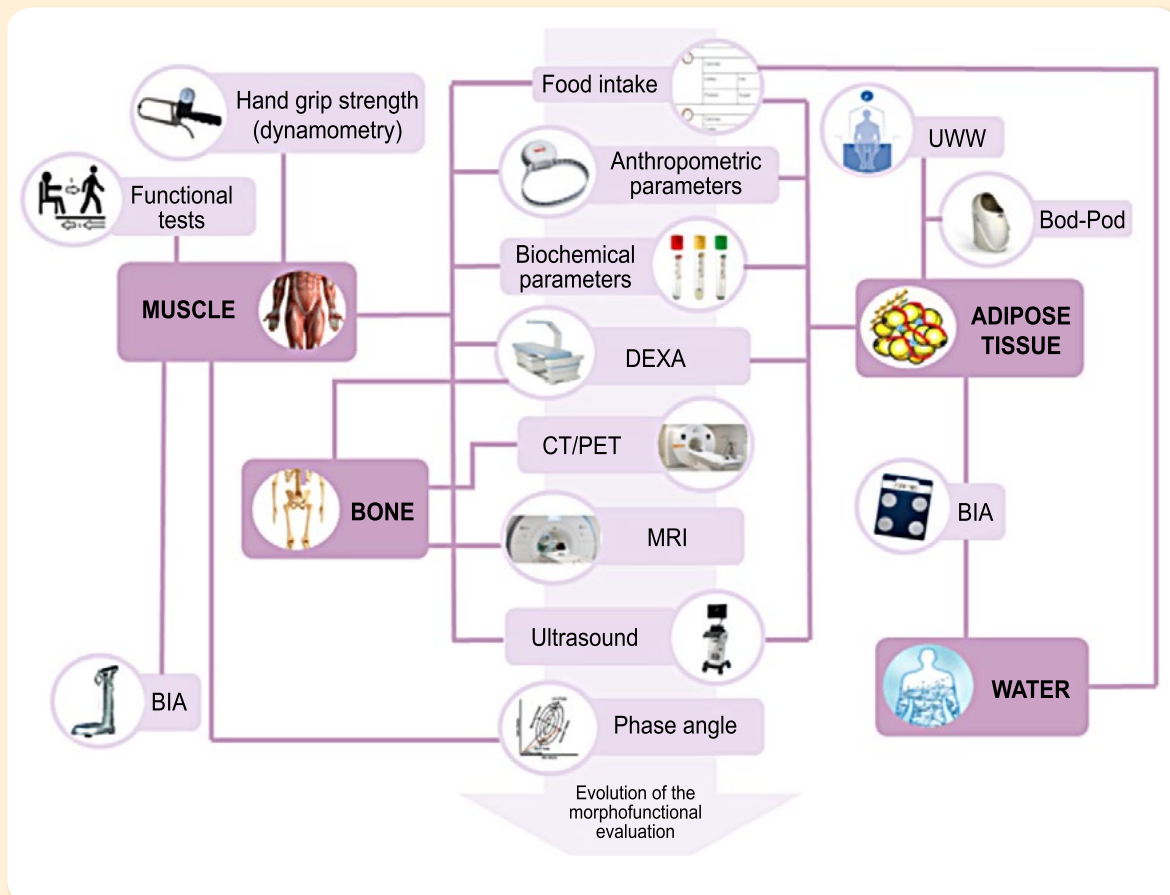 Food intake
Hand grip strength
(dynamometry)
UWW
Anthropometric
parameters
Functional
tests
Bod-Pod
Biochemical
parameters
MUSCLE
ADIPOSE
TISSUE
DEXA
CT/PET
BONE
BIA
MRI
Ultrasound
WATER
BIA
Phase angle
Evolution of the
morphofunctional
evaluation